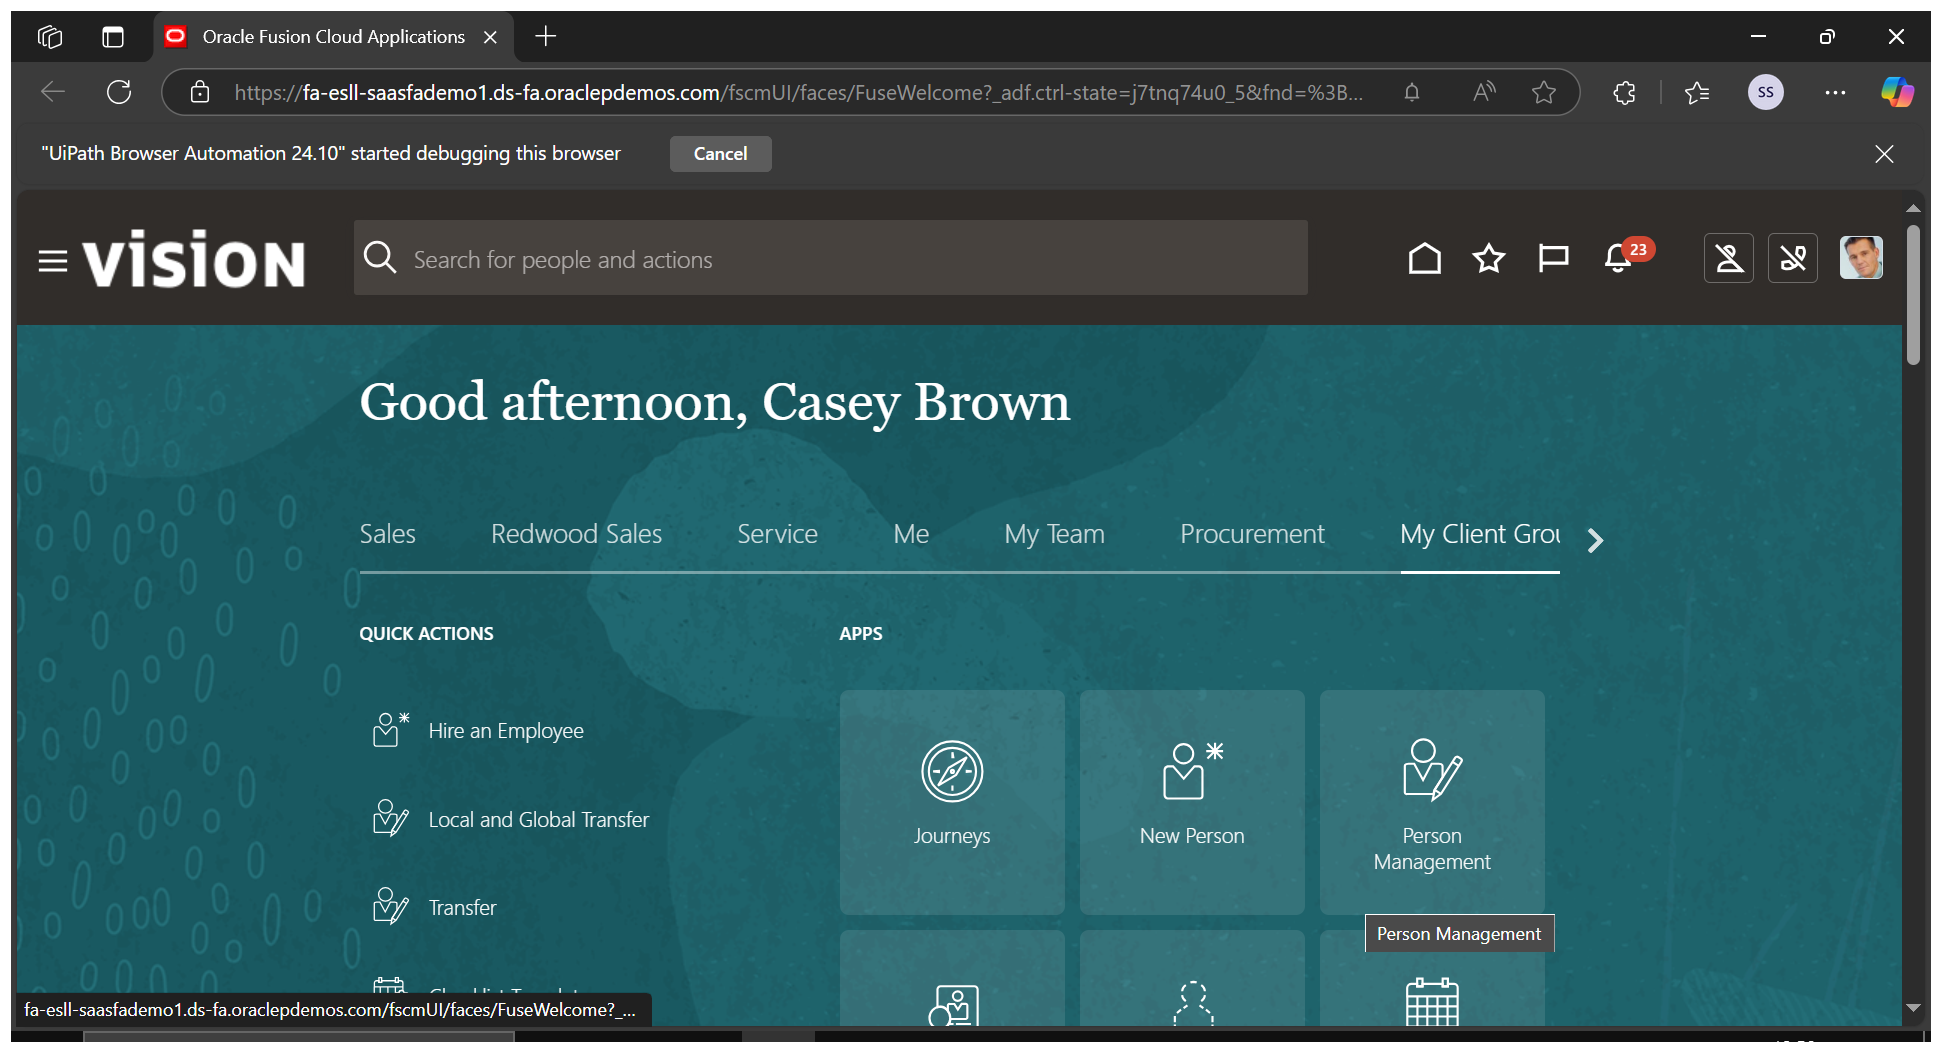 Oracle Fusion Cloud Applications
https://fa-esll-saasfademo1.ds-fa.oraclepdemos.com/fscmUI/faces/FuseWelcome?_adf.ctrl-state=j7tnq74u0_5&fnd=%3B...
SS
"UiPath Browser Automation 24.10" started debugging this browser
Cancel
vision
Search for people and actions
23
Good afternoon, Casey Brown
Sales
Redwood Sales
Service
Me
My Team
Procurement
My Client Grou
QUICK ACTIONS
APPS
Hire an Employee
Local and Global Transfer
Transfer
Journeys
New Person
Person
Management
Person Management
fa-esll-saasfademo1.ds-fa.oraclepdemos.com/fscmUI/faces/FuseWelcome?_...